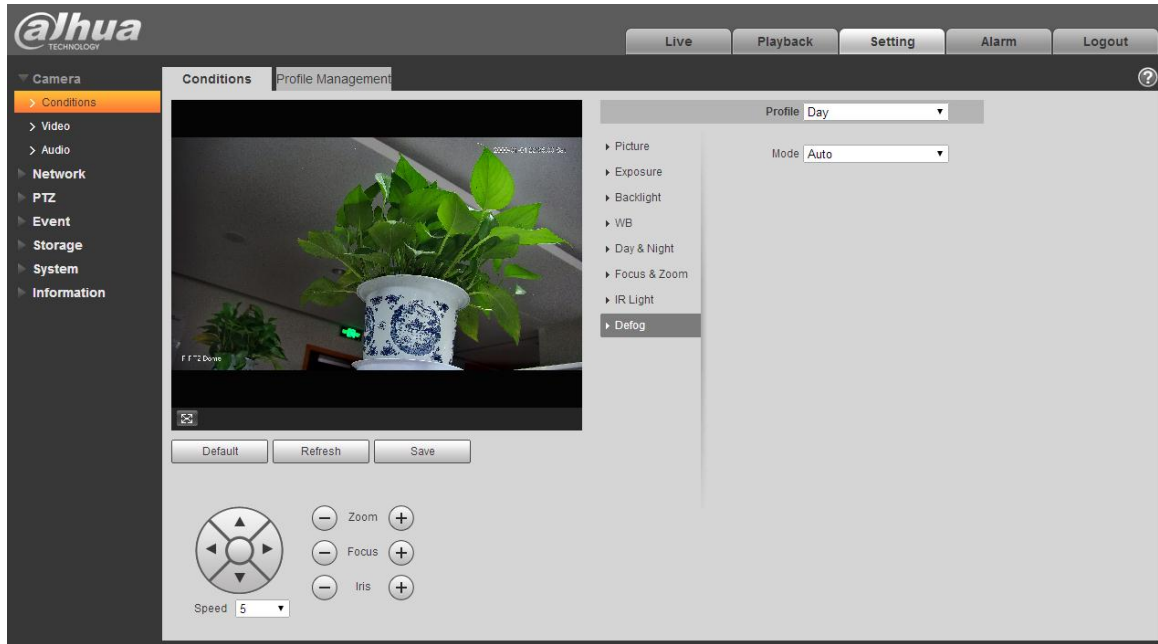 alhua
TECHNOLOGY
Live
Playback
Setting
Alarm
Logout
Camera
Conditions
Video
Audio
Network
PTZ
Event
Storage
System
Information
Conditions
Profile Management
?
Profile Day
Picture
Exposure
Backlight
WB
Day & Night
Focus & Zoom
IR Light
Defog
Mode Auto
Dome
Default
Refresh
Save
Zoom
Focus
Iris
Speed 5